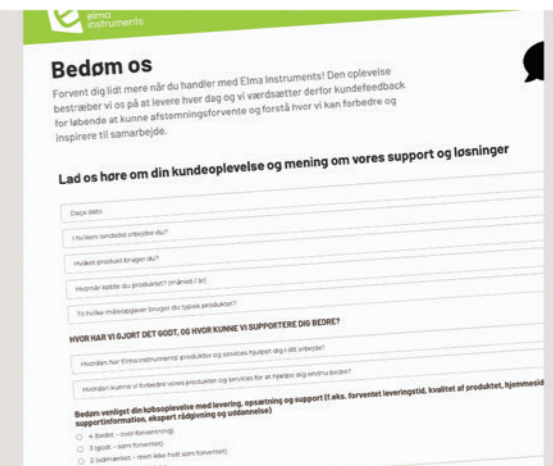 elma
instruments
Bedøm os
Forvent dig lidt mere når du handler med Elma Instruments! Den oplevelse
bestræber vi os på at levere hver dag og vi værdsætter derfor kundefeedback
for løbende at kunne afstemningsforvente og forstå hvor vi kan forbedre og
inspirere til samarbejde.
Lad os høre om din kundeoplevelse og mening om vores support og løsninger
Dags dato
I hvilken landsdel arbejder du?
Hvilket produkt bruger du?
Hvornår købte du produktet? (måned / år)
Til hvilke måleopgaver bruger du typisk produktet?
HVOR HAR VI GJORT DET GODT, OG HVOR KUNNE VI SUPPORTERE DIG BEDRE?
Hvordan har Elma Instruments' produkter og services hjulpet dig i dit arbejde?
Hvordan kunne vi forbedre vores produkter og services for at hjælpe dig endnu bedre?
Bedøm venligst din købsoplevelse med levering, opsætning og support (f.eks. forventet leveringstid, kvalitet af produktet, hjemmesid
supportinformation, ekspert rådgivning og uddannelse)
4 (bedst – over forventning)
3 (godt – som forventet)
2 (udmærket – men ikke helt som forventet)